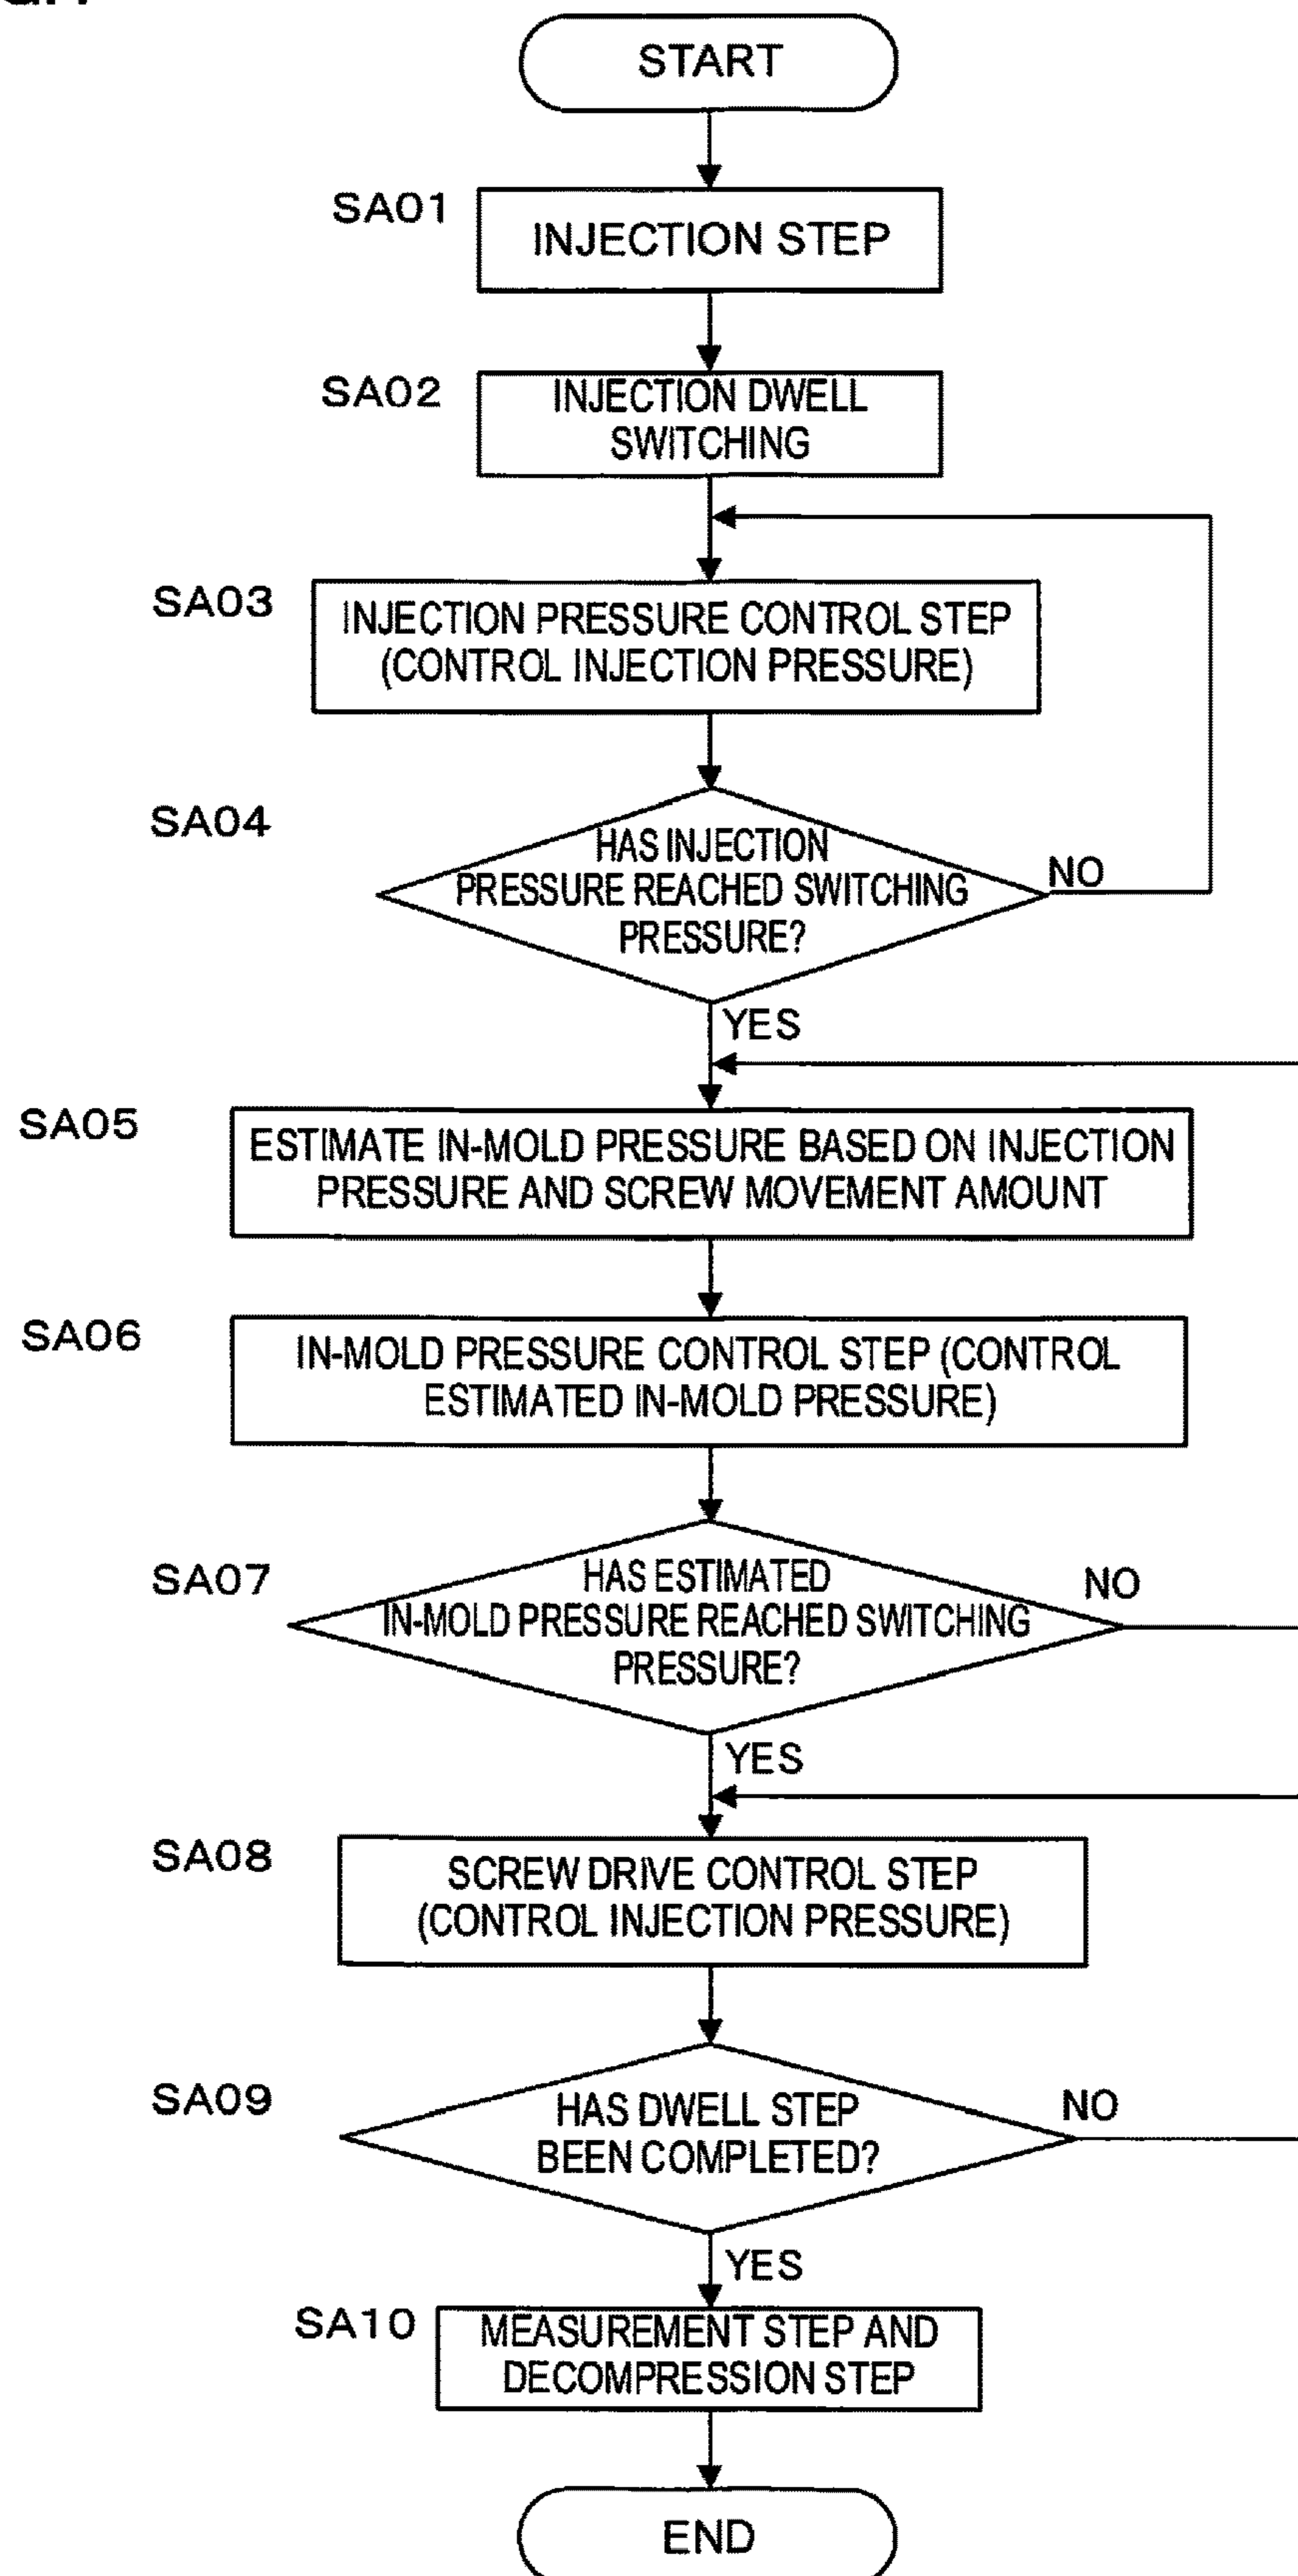 START
SA01
INJECTION STEP
SA02
INJECTION DWELL
SWITCHING
SA03
INJECTION PRESSURE CONTROL STEP
(CONTROL INJECTION PRESSURE)
SA04
HAS INJECTION
PRESSURE REACHED SWITCHING
PRESSURE?
NO
YES
SA05
ESTIMATE IN-MOLD PRESSURE BASED ON INJECTION
PRESSURE AND SCREW MOVEMENT AMOUNT
SA06
IN-MOLD PRESSURE CONTROL STEP (CONTROL
ESTIMATED IN-MOLD PRESSURE)
SA07
HAS ESTIMATED
IN-MOLD PRESSURE REACHED SWITCHING
PRESSURE?
NO
YES
SA08
SCREW DRIVE CONTROL STEP
(CONTROL INJECTION PRESSURE)
SA09
HAS DWELL STEP
BEEN COMPLETED?
NO
YES
SA10
MEASUREMENT STEP AND
DECOMPRESSION STEP
END